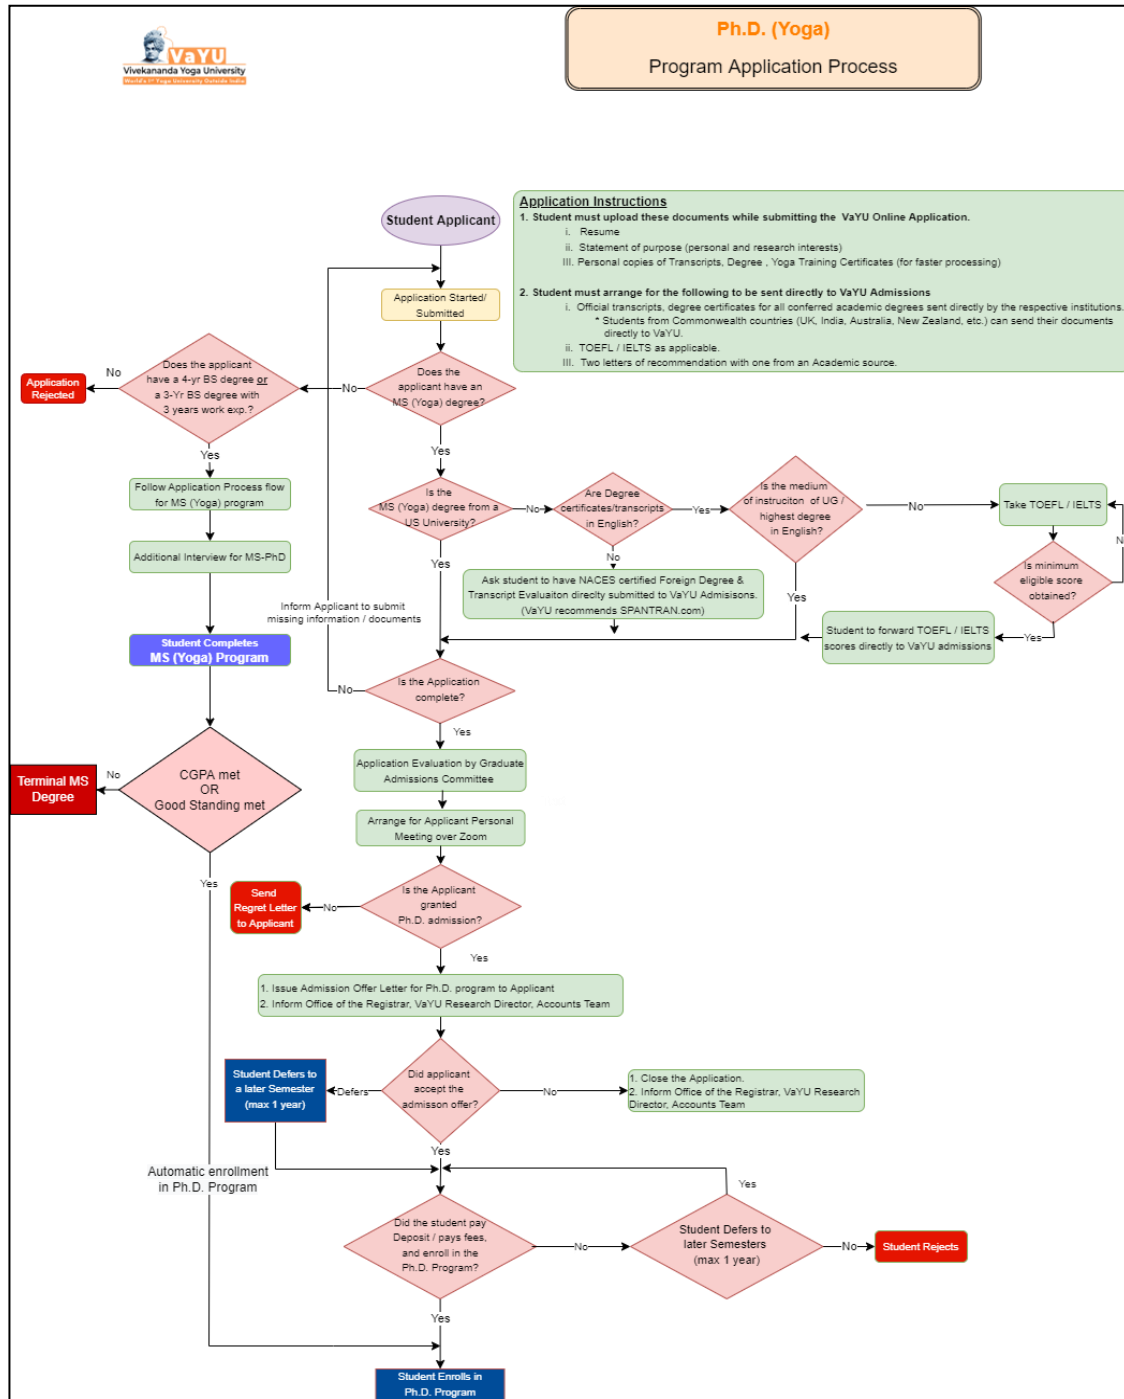 VaYU
Vivekananda Yoga University
World's 1st Yoga University Outside India
Ph.D. (Yoga)
Program Application Process
Student Applicant
Application Instructions
1. Student must upload these documents while submitting the VaYU Online Application.
i. Resume
ii. Statement of purpose (personal and research interests)
III. Personal copies of Transcripts, Degree , Yoga Training Certificates (for faster processing)
2. Student must arrange for the following to be sent directly to VaYU Admissions
i. Official transcripts, degree certificates for all conferred academic degrees sent directly by the respective institutions.
* Students from Commonwealth countries (UK, India, Australia, New Zealand, etc.) can send their documents
directly to VaYU.
ii. TOEFL / IELTS as applicable.
III. Two letters of recommendation with one from an Academic source.
Application Started/
Submitted
Does the
applicant have an
MS (Yoga) degree?
No
Does the applicant
have a 4-yr BS degree or
a 3-Yr BS degree with
3 years work exp.?
No
Application
Rejected
Yes
Follow Application Process flow
for MS (Yoga) program
Additional Interview for MS-PhD
Student Completes
MS (Yoga) Program
CGPA met
OR
Good Standing met
No
Terminal MS
Degree
Yes
Automatic enrollment
in Ph.D. Program
Yes
Is the
MS (Yoga) degree from a
US University?
No
Are Degree
certificates/transcripts
in English?
Yes
Is the medium
of instruciton of UG /
highest degree
in English?
No
Take TOEFL / IELTS
Is minimum
eligible score
obtained?
Yes
Student to forward TOEFL / IELTS
scores directly to VaYU admissions
Yes
No
Ask student to have NACES certified Foreign Degree &
Transcript Evaluaiton direclty submitted to VaYU Admisisons.
(VaYU recommends SPANTRAN.com)
Yes
Inform Applicant to submit
missing information / documents
No
Is the Application
complete?
Yes
Application Evaluation by Graduate
Admissions Committee
Arrange for Applicant Personal
Meeting over Zoom
Is the Applicant
granted
Ph.D. admission?
No
Send
Regret Letter
to Applicant
Yes
1. Issue Admission Offer Letter for Ph.D. program to Applicant
2. Inform Office of the Registrar, VaYU Research Director, Accounts Team
Did applicant
accept the
admisson offer?
Defers
Student Defers to
a later Semester
(max 1 year)
No
1. Close the Application.
2. Inform Office of the Registrar, VaYU Research
Director, Accounts Team
Yes
Did the student pay
Deposit / pays fees,
and enroll in the
Ph.D. Program?
No
Student Defers to
later Semesters
(max 1 year)
Yes
No
Student Rejects
Yes
Student Enrolls in
Ph.D. Program